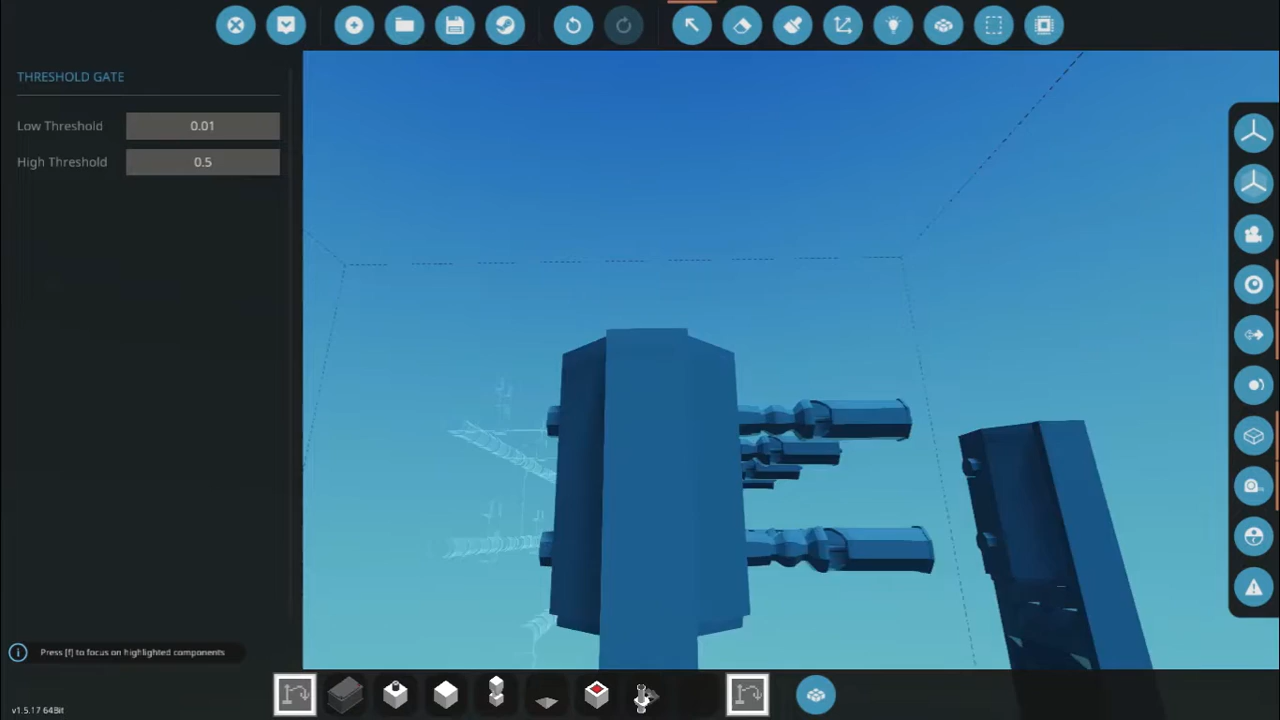 THRESHOLD GATE
Low Threshold 0.01
High Threshold 0.5
Press [f] to focus on highlighted components
v1.5.17 64Bit